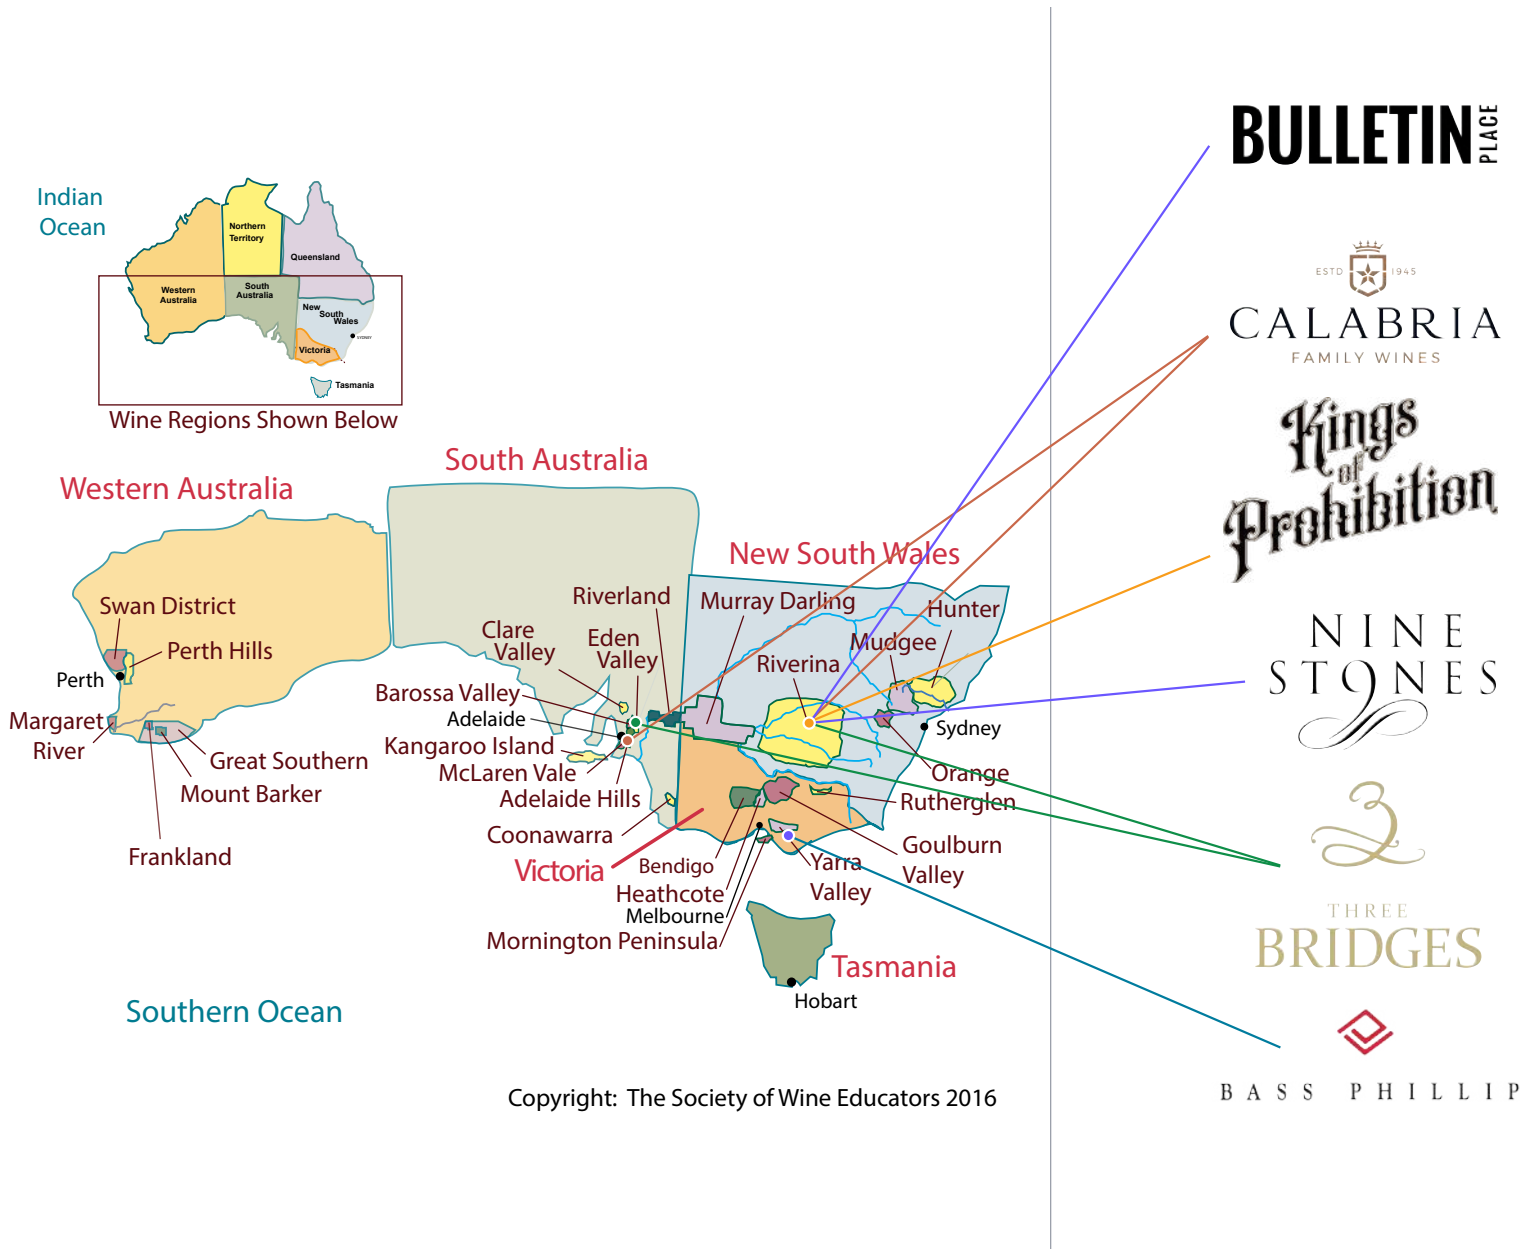 Indian
Ocean
Northern
Territory
Queensland
Western
Australia
South
Australia
New
South
Wales
SYDNEY
Victoria
Tasmania
Wine Regions Shown Below
South Australia
Western Australia
New South Wales
Swan District
Perth Hills
Perth
Margaret
River
Great Southern
Mount Barker
Frankland
Riverland
Murray Darling
Hunter
Clare
Valley
Eden
Valley
Mudgee
Riverina
Barossa Valley
Adelaide
Sydney
Kangaroo Island
McLaren Vale
Adelaide Hills
Orange
Rutherglen
Coonawarra
Goulburn
Valley
Victoria
Bendigo
Yarra
Valley
Heathcote
Melbourne
Mornington Peninsula
Tasmania
Hobart
Southern Ocean
Copyright: The Society of Wine Educators 2016
BULLETIN PLACE
ESTD 1945
CALABRIA
FAMILY WINES
Kings
of
Prohibition
NINE
STONES
3
THREE
BRIDGES
BASS PHILLIP